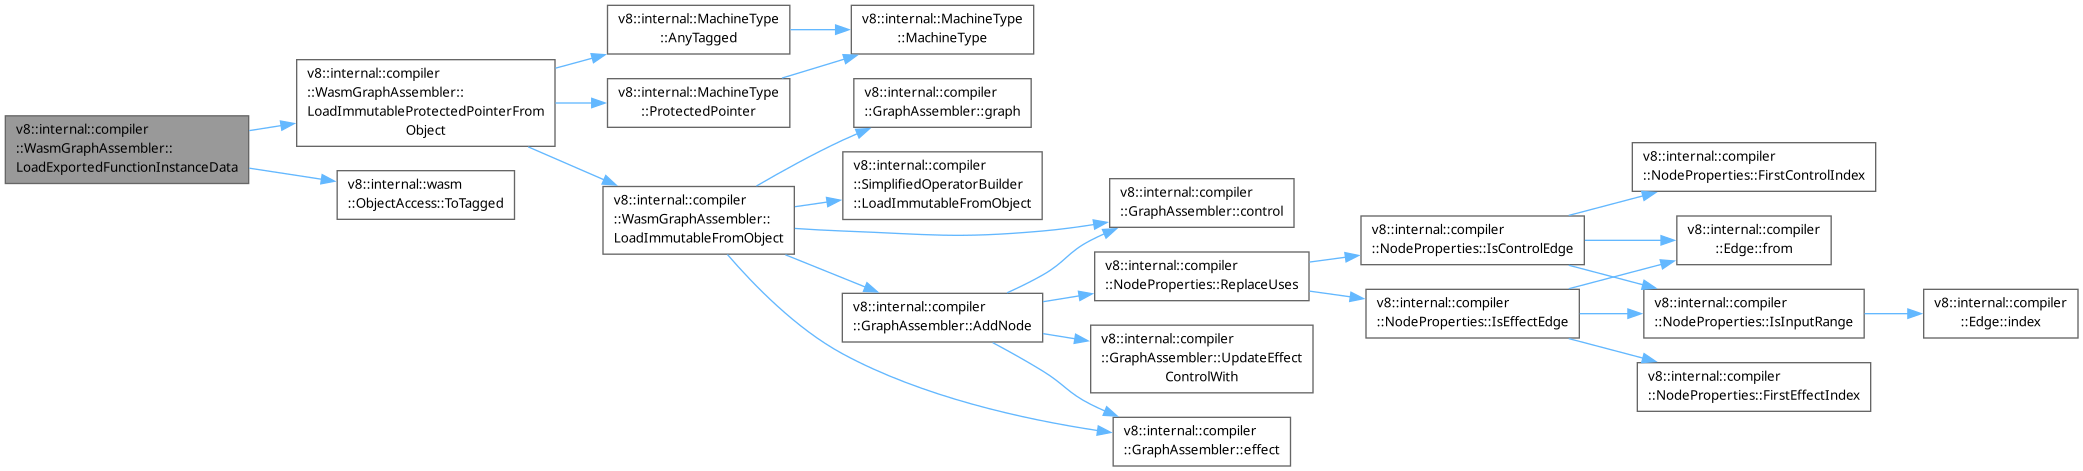 v8::internal::compiler
::WasmGraphAssembler::
LoadExportedFunctionInstanceData
v8::internal::compiler
::WasmGraphAssembler::
LoadImmutableProtectedPointerFrom
Object
v8::internal::wasm
::ObjectAccess::ToTagged
v8::internal::MachineType
::AnyTagged
v8::internal::MachineType
::ProtectedPointer
v8::internal::compiler
::WasmGraphAssembler::
LoadImmutableFromObject
v8::internal::MachineType
::MachineType
v8::internal::compiler
::GraphAssembler::graph
v8::internal::compiler
::SimplifiedOperatorBuilder
::LoadImmutableFromObject
v8::internal::compiler
::GraphAssembler::AddNode
v8::internal::compiler
::GraphAssembler::control
v8::internal::compiler
::NodeProperties::ReplaceUses
v8::internal::compiler
::GraphAssembler::UpdateEffect
ControlWith
v8::internal::compiler
::GraphAssembler::effect
v8::internal::compiler
::NodeProperties::IsControlEdge
v8::internal::compiler
::NodeProperties::IsEffectEdge
v8::internal::compiler
::NodeProperties::FirstControlIndex
v8::internal::compiler
::Edge::from
v8::internal::compiler
::NodeProperties::IsInputRange
v8::internal::compiler
::NodeProperties::FirstEffectIndex
v8::internal::compiler
::Edge::index